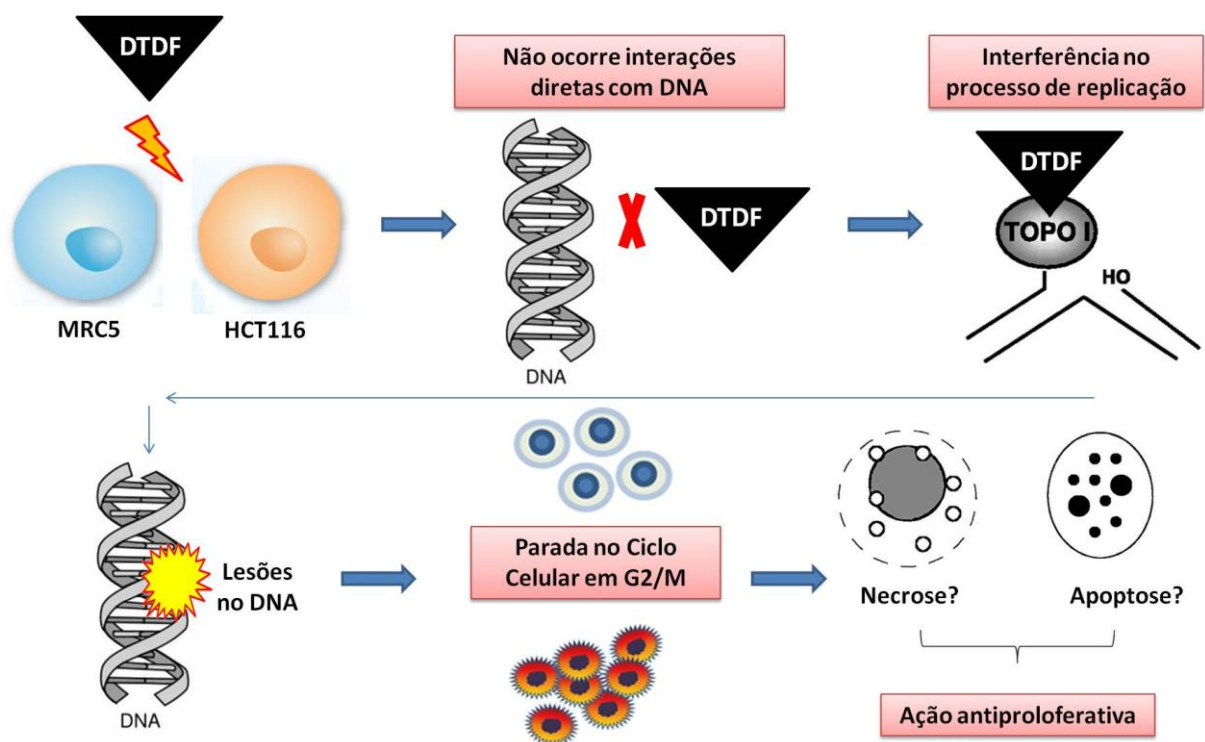 DTDF
Não ocorre interações
diretas com DNA
Interferência no
processo de replicação
DTDF
DTDF
TOPO I
HO
MRC5
HCT116
DNA
Lesões
no DNA
DNA
Parada no Ciclo
Celular em G2/M
Necrose?
Apoptose?
Ação antiproloferativa